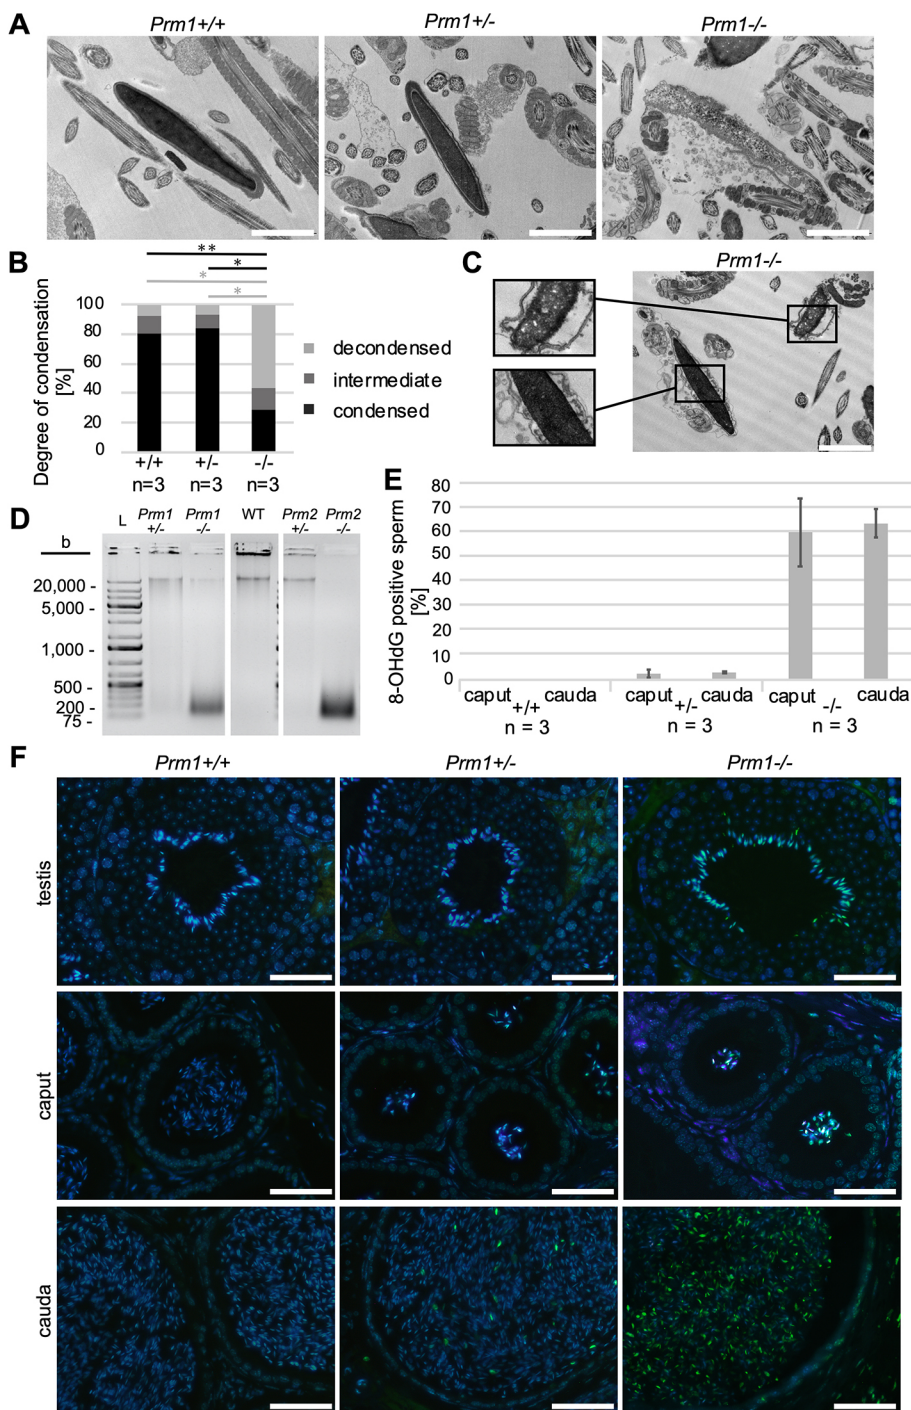 A
Prm1+/+
Prm1+/-
Prm1-/-
B
**
*
*
*
Degree of condensation
[%]
100
80
60
40
20
0
+/+
n=3
+/-
n=3
-/-
n=3
decondensed
intermediate
condensed
C
Prm1-/-
D
b
L
Prm1
+/-
Prm1
-/-
WT
Prm2
+/-
Prm2
-/-
20,000 -
5,000 -
1,000 -
500 -
200 -
75 -
E
8-OHdG positive sperm
[%]
80
70
60
50
40
30
20
10
0
caput
cauda
+/+
n = 3
caput
cauda
+/-
n = 3
caput
cauda
-/-
n = 3
F
Prm1+/+
Prm1+/-
Prm1-/-
testis
caput
cauda